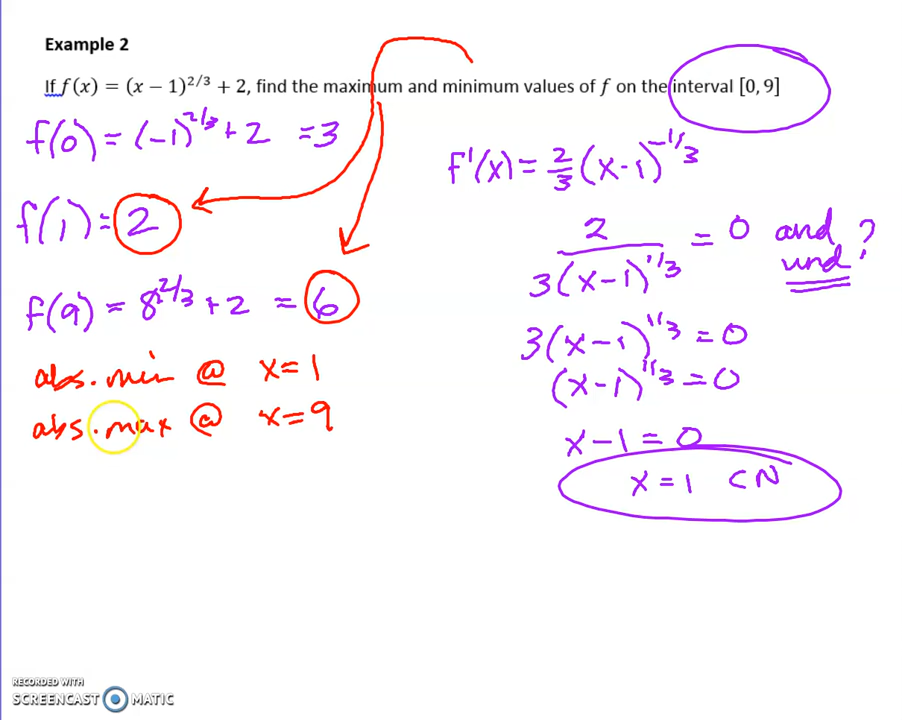 Example 2
If f(x) = (x − 1)^{2/3} + 2, find the maximum and minimum values of f on the interval [0, 9]
f(0) = (-1)^{2/3} + 2 = 3
f(1) = 2
f(9) = 8^{2/3} + 2 = 6
abs. min @ x = 1
abs. max @ x = 9
f'(x) = 2/3 (x-1)^{-1/3}
2 / 3(x-1)^{1/3} = 0 and und ?
3(x-1)^{1/3} = 0
(x-1)^{1/3} = 0
x - 1 = 0
x = 1 CN
RECORDED WITH
SCREENCAST MATIC